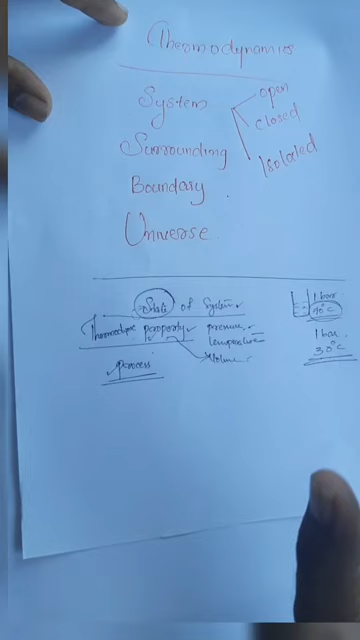 Thermodynamics
System
open
closed
Isolated
Surrounding
Boundary
Universe
State of System
1 bar
10°C
Thermodynamic property
pressure
temperature
Volume
1 bar
30°C
process